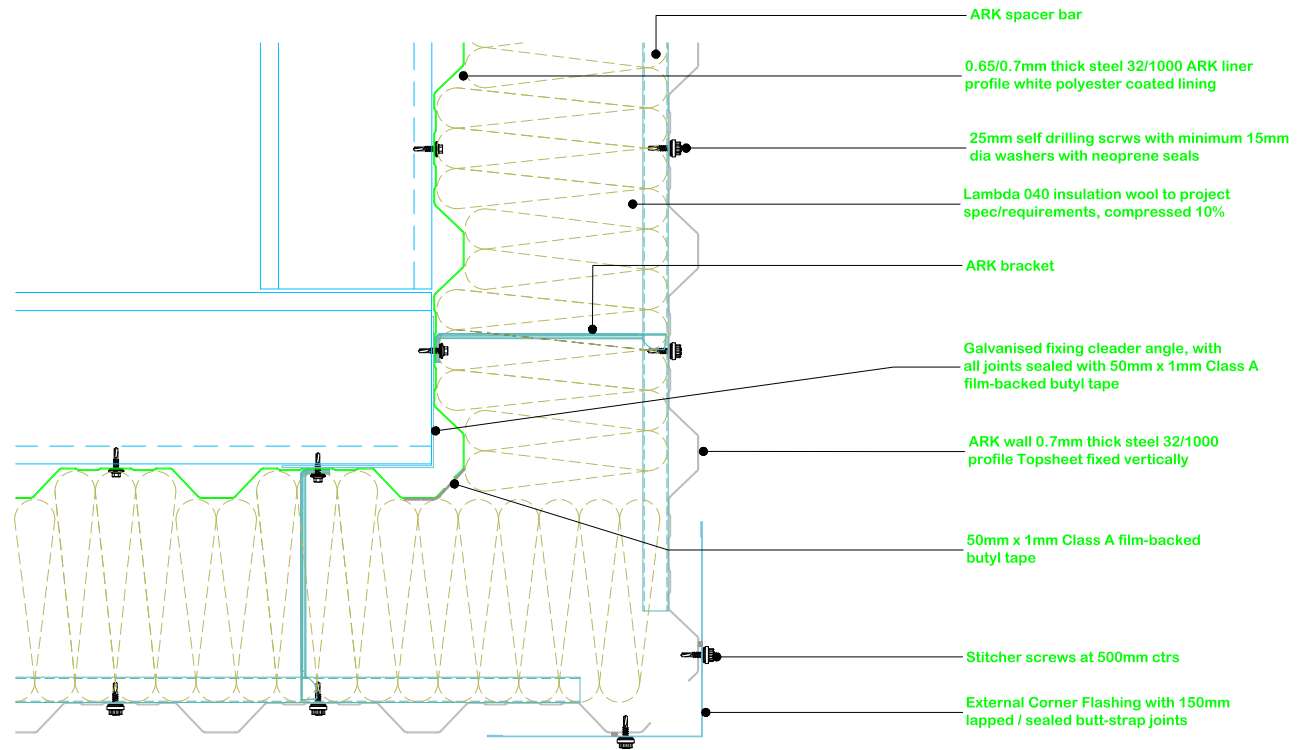 ARK spacer bar
0.65/0.7mm thick steel 32/1000 ARK liner
profile white polyester coated lining
25mm self drilling scrws with minimum 15mm
dia washers with neoprene seals
Lambda 040 insulation wool to project
spec/requirements, compressed 10%
ARK bracket
Galvanised fixing cleader angle, with
all joints sealed with 50mm x 1mm Class A
film-backed butyl tape
ARK wall 0.7mm thick steel 32/1000
profile Topsheet fixed vertically
50mm x 1mm Class A film-backed
butyl tape
Stitcher screws at 500mm ctrs
External Corner Flashing with 150mm
lapped / sealed butt-strap joints